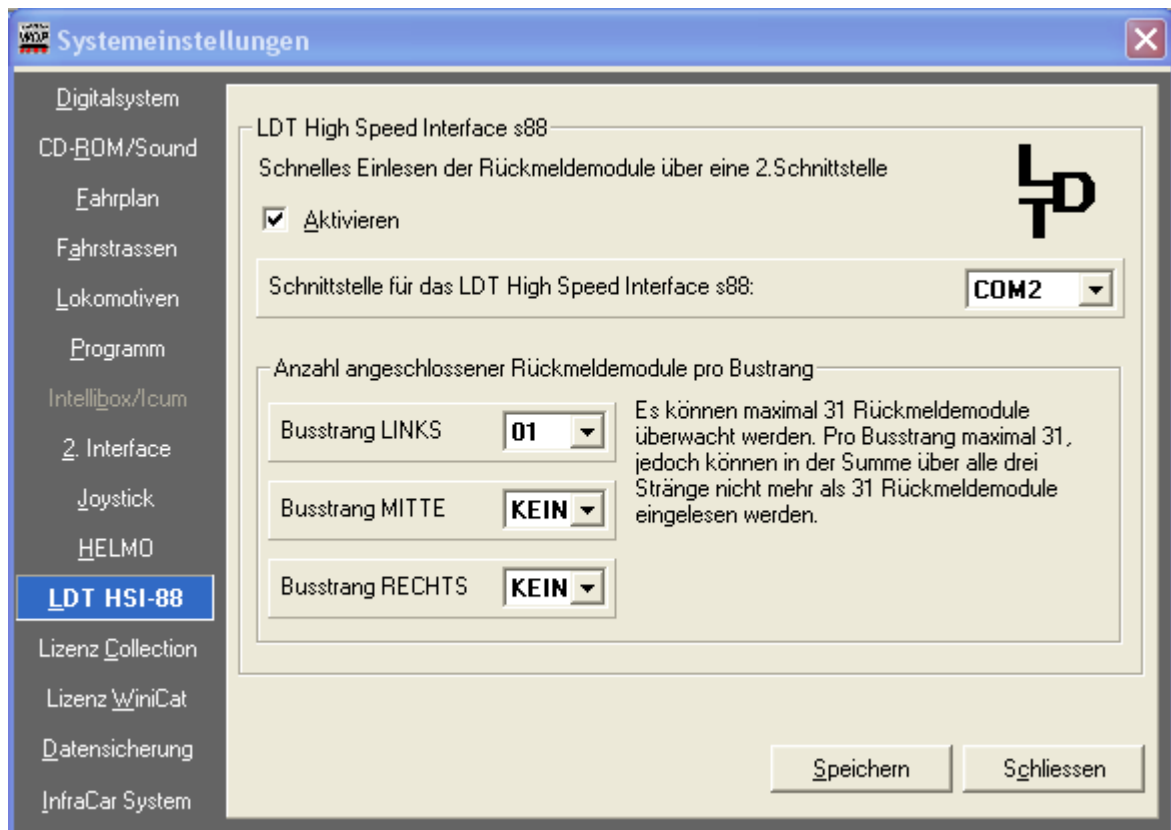 Systemeinstellungen
Digitalsystem
CD-ROM/Sound
Fahrplan
Fahrstrassen
Lokomotiven
Programm
Intellibox/Icum
2. Interface
Joystick
HELMO
LDT HSI-88
Lizenz Collection
Lizenz WiniCat
Datensicherung
InfraCar System
LDT High Speed Interface s88
Schnelles Einlesen der Rückmeldemodule über eine 2.Schnittstelle
LDT
Aktivieren
Schnittstelle für das LDT High Speed Interface s88:
COM2
Anzahl angeschlossener Rückmeldemodule pro Bustrang
Busstrang LINKS
01
Busstrang MITTE
KEIN
Busstrang RECHTS
KEIN
Es können maximal 31 Rückmeldemodule
überwacht werden. Pro Busstrang maximal 31,
jedoch können in der Summe über alle drei
Stränge nicht mehr als 31 Rückmeldemodule
eingelesen werden.
Speichern
Schliessen